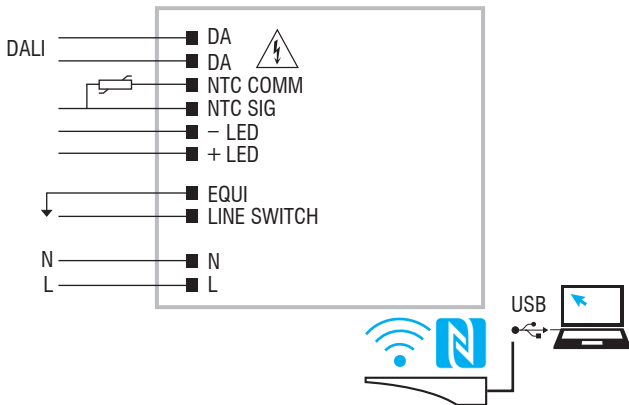 DALI
DA
DA
NTC COMM
NTC SIG
− LED
+ LED
EQUI
LINE SWITCH
N N
L L
USB